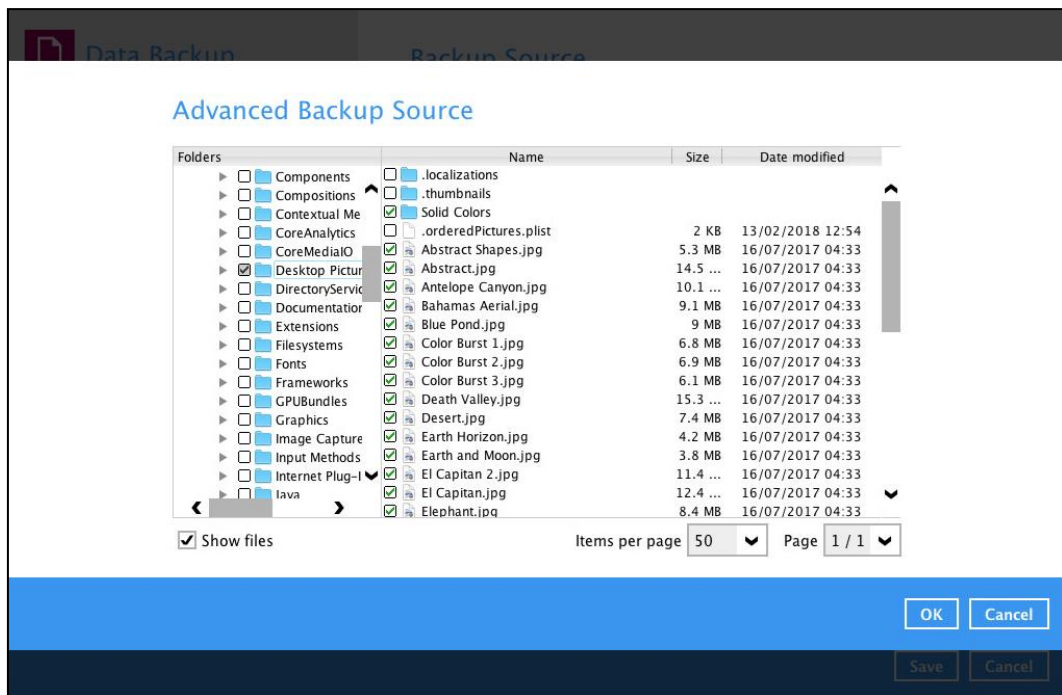 Data Backup
Backup Source
Advanced Backup Source
Folders
Components
Compositions
Contextual Me
CoreAnalytics
CoreMediaIO
Desktop Pictur
DirectoryServic
Documentation
Extensions
Filesystems
Fonts
Frameworks
GPUBundles
Graphics
Image Capture
Input Methods
Internet Plug-I
Java
Name Size Date modified
.localizations
.thumbnails
Solid Colors
.orderedPictures.plist 2 KB 13/02/2018 12:54
Abstract Shapes.jpg 5.3 MB 16/07/2017 04:33
Abstract.jpg 14.5 ... 16/07/2017 04:33
Antelope Canyon.jpg 10.1 ... 16/07/2017 04:33
Bahamas Aerial.jpg 9.1 MB 16/07/2017 04:33
Blue Pond.jpg 9 MB 16/07/2017 04:33
Color Burst 1.jpg 6.8 MB 16/07/2017 04:33
Color Burst 2.jpg 6.9 MB 16/07/2017 04:33
Color Burst 3.jpg 6.1 MB 16/07/2017 04:33
Death Valley.jpg 15.3 ... 16/07/2017 04:33
Desert.jpg 7.4 MB 16/07/2017 04:33
Earth Horizon.jpg 4.2 MB 16/07/2017 04:33
Earth and Moon.jpg 3.8 MB 16/07/2017 04:33
El Capitan 2.jpg 11.4 ... 16/07/2017 04:33
El Capitan.jpg 12.4 ... 16/07/2017 04:33
Elephant.jpg 8.4 MB 16/07/2017 04:33
Show files
Items per page 50 Page 1 / 1
OK Cancel
Save Cancel